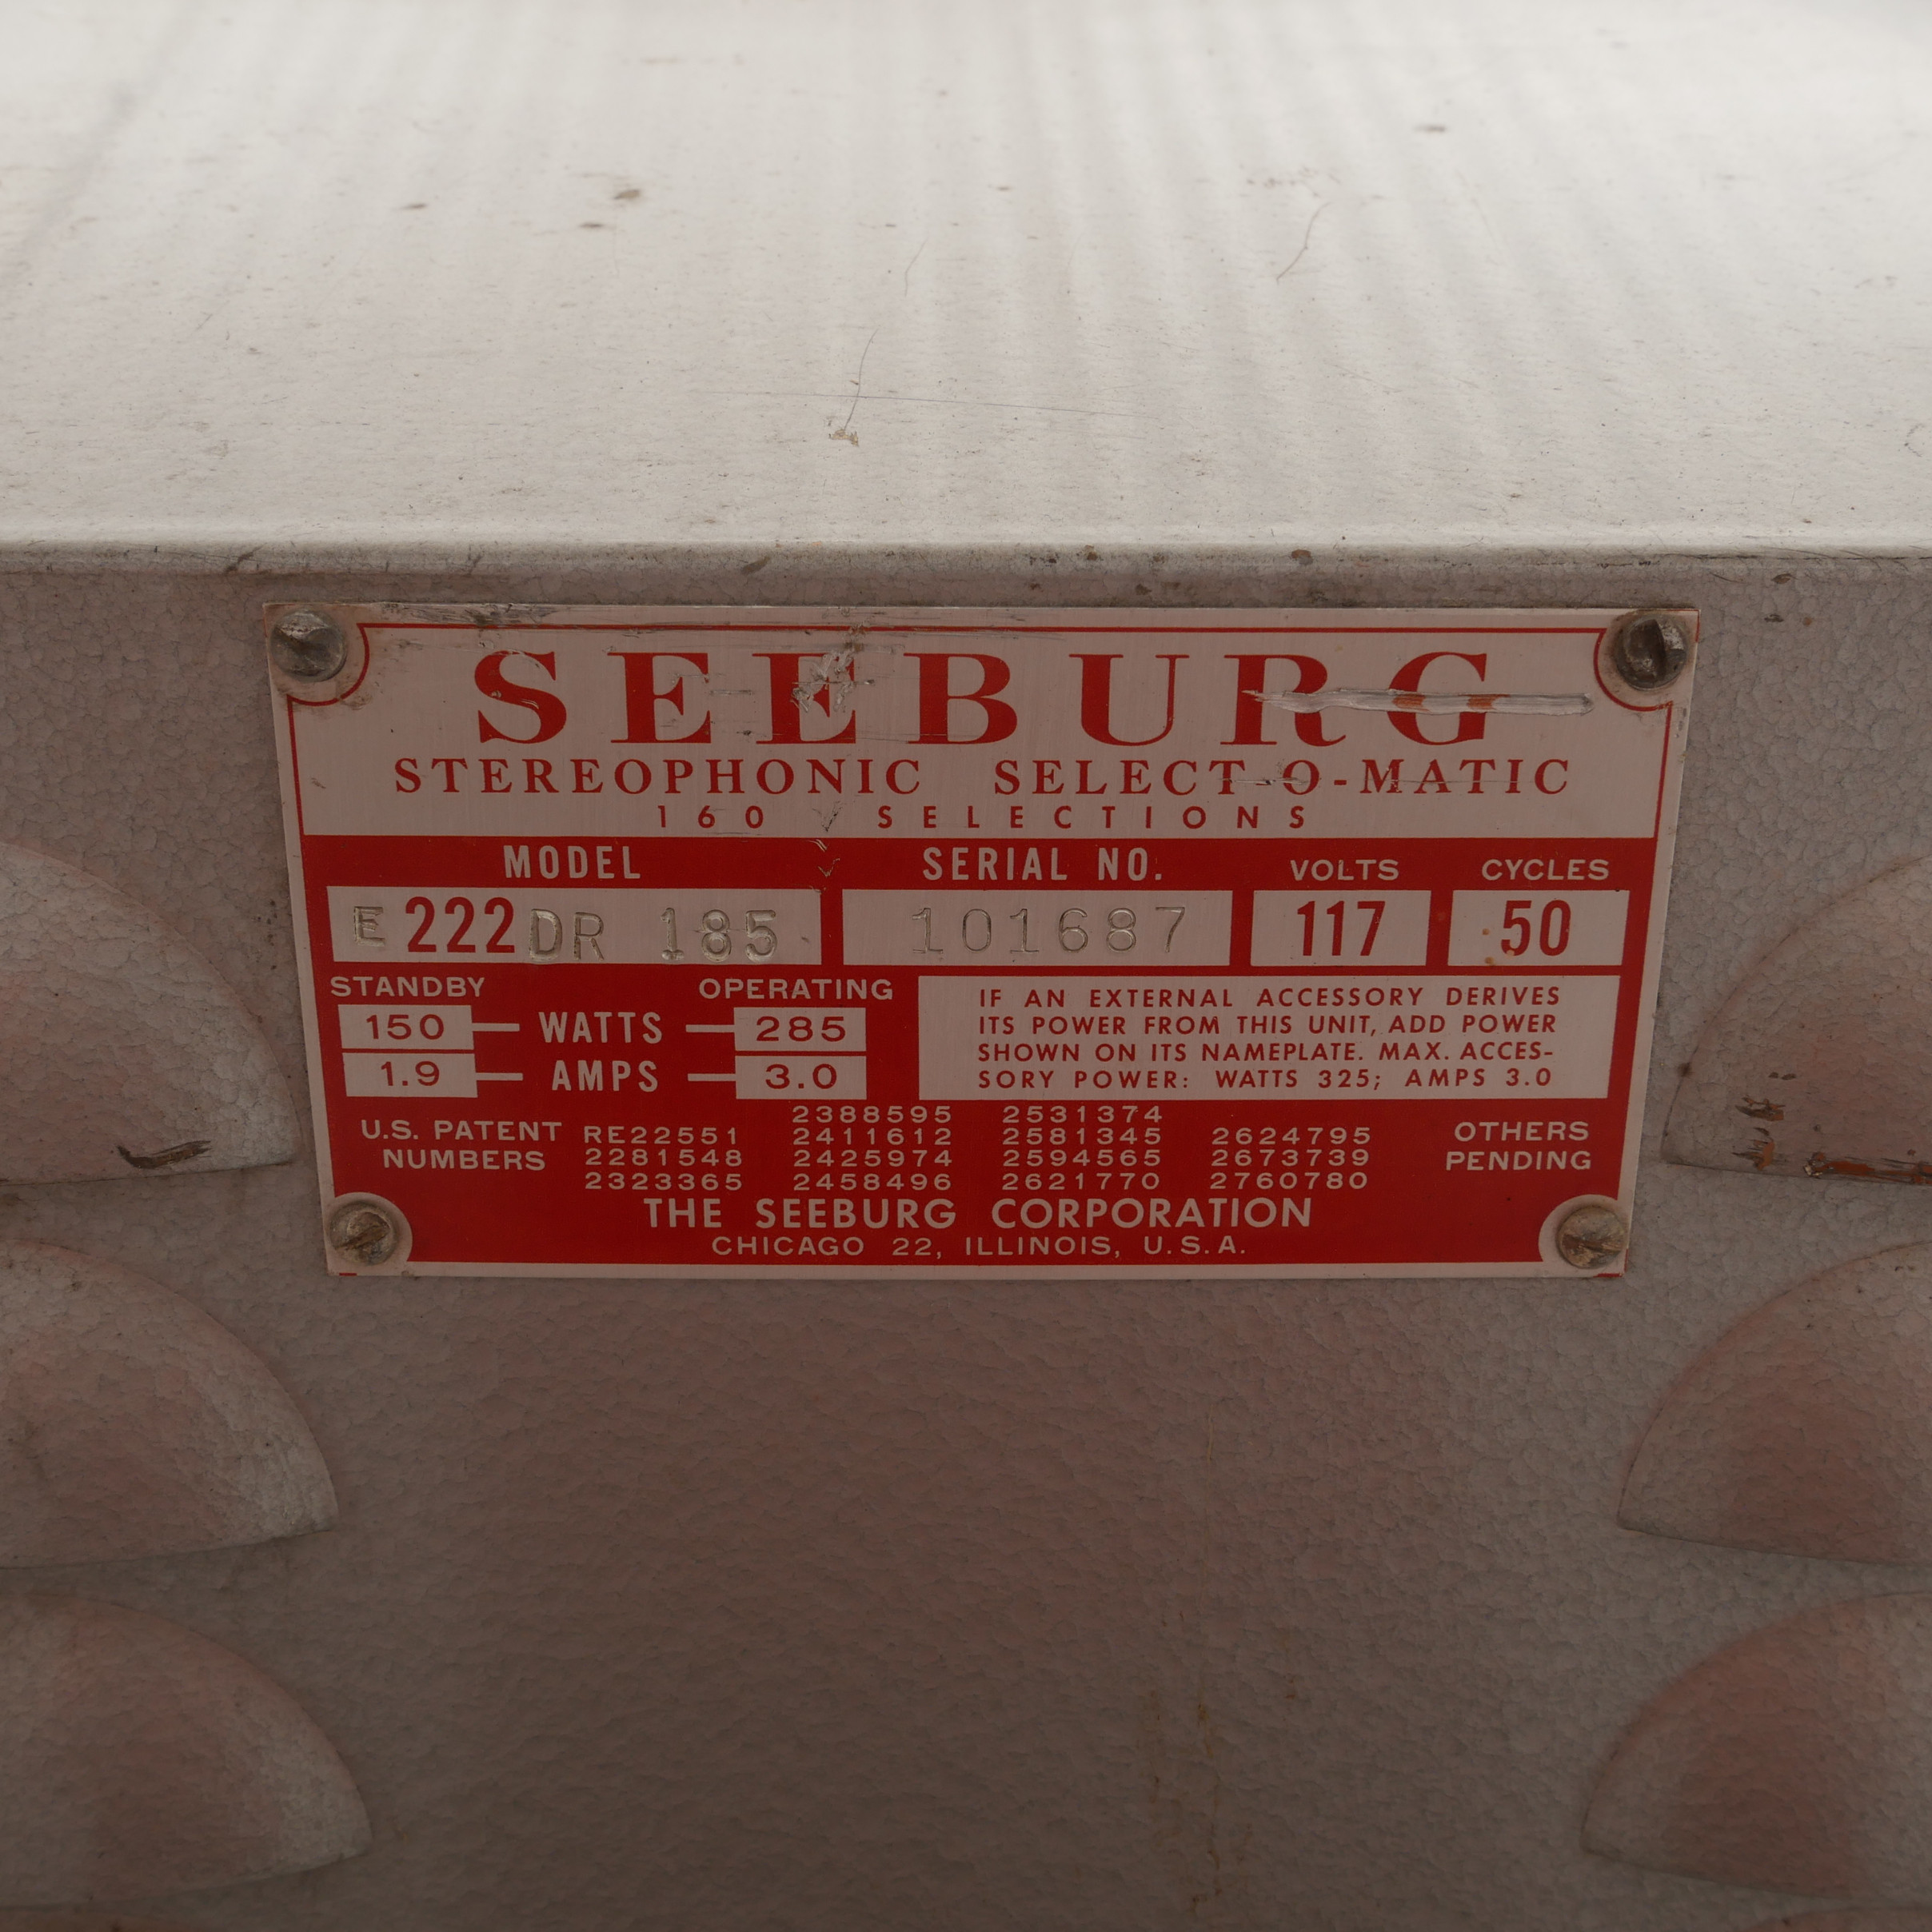 SEEBURG
STEREOPHONIC SELECT-O-MATIC
160 SELECTIONS
MODEL SERIAL NO. VOLTS CYCLES
E 222 DR 185 101687 117 50
STANDBY OPERATING
150 WATTS 285
1.9 AMPS 3.0
IF AN EXTERNAL ACCESSORY DERIVES
ITS POWER FROM THIS UNIT, ADD POWER
SHOWN ON ITS NAMEPLATE. MAX. ACCES-
SORY POWER: WATTS 325; AMPS 3.0
U.S. PATENT
NUMBERS
RE22551
2281548
2323365
2388595
2411612
2425974
2458496
2531374
2581345
2594565
2621770
2624795
2673739
2760780
OTHERS
PENDING
THE SEEBURG CORPORATION
CHICAGO 22, ILLINOIS, U.S.A.